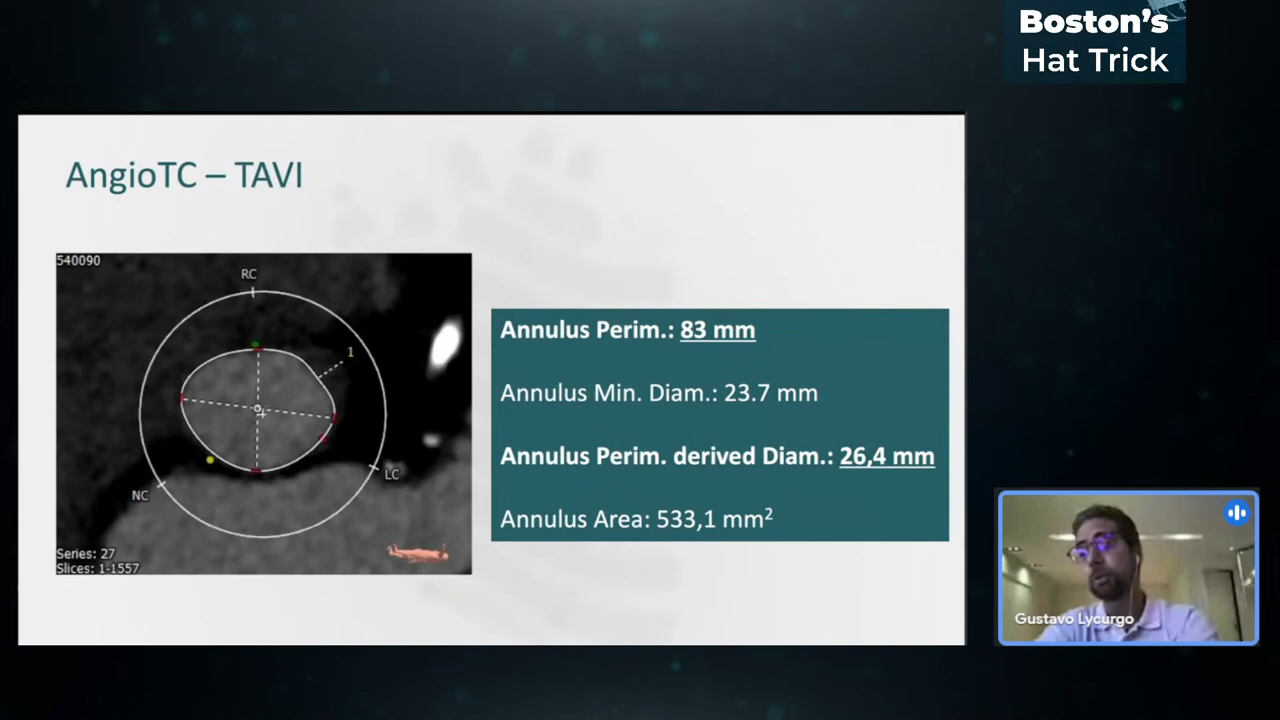 Boston's
Hat Trick
AngioTC – TAVI
540090
RC
1
LC
NC
Series: 27
Slices: 1-1557
Annulus Perim.: 83 mm
Annulus Min. Diam.: 23.7 mm
Annulus Perim. derived Diam.: 26,4 mm
Annulus Area: 533,1 mm²
Gustavo Lycurgo